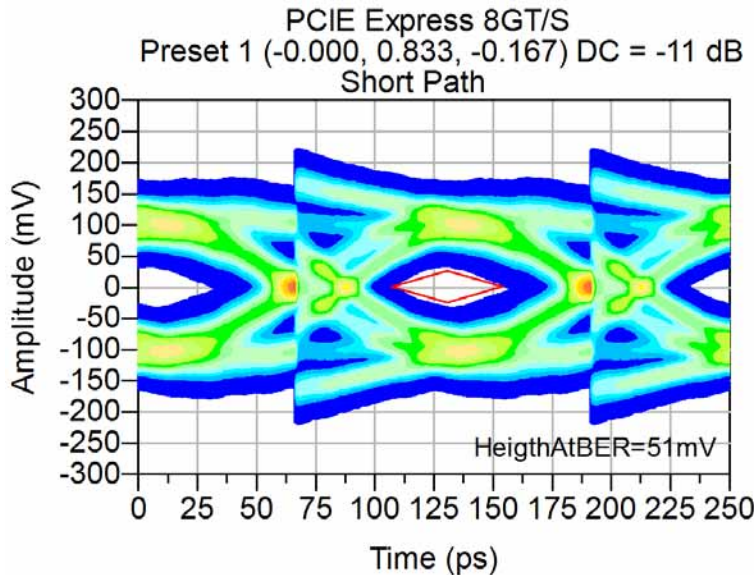 PCIE Express 8GT/S
Preset 1 (-0.000, 0.833, -0.167) DC = -11 dB
Short Path
300
250
200
150
100
50
0
-50
-100
-150
-200
-250
-300
Amplitude (mV)
HeigthAtBER=51mV
0 25 50 75 100 125 150 175 200 225 250
Time (ps)